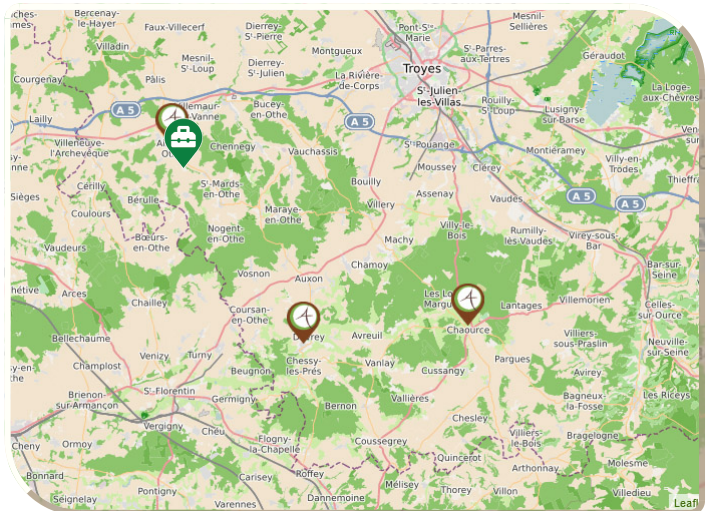 Bercenay-
le-Hayer
Faux-Villecerf
Dierrey-
St-Pierre
Pont-Ste
Marie
Mesnil-
Sellières
Villadin
Mesnil-
St-Loup
Montgueux
Dierrey-
St-Julien
St-Parres-
aux-Tertres
Géraudot
Courgenay
Pâlis
La Rivière-
de-Corps
Troyes
St-Julien-
les-Villas
La Loge-
aux-Chèvres
Lailly
A 5
Bucey-
en-Othe
A 5
Rouilly-
St-Loup
Lusigny-
sur-Barse
Villeneuve-
l'Archevêque
Chennegy
Vauchassis
St-Pouange
Montiéramey
Moussey
Clérey
Villy-en-
Trodes
Cérilly
St-Mards-
en-Othe
Bouilly
Assenay
A 5
A 5
Sièges
Bérulle
Coulours
Maraye-
en-Othe
Villery
Vaudes
Nogent-
en-Othe
Villy-le-
Bois
Rumilly-
lès-Vaudes
Virey-sous-
Bar
Vaudeurs
Bœurs-
en-Othe
Machy
Chamoy
Bar-sur-
Seine
Vosnon
Auxon
Arces
Chailley
Coursan-
en-Othe
Lantages
Villemorien
Celles-
sur-Ource
Bellechaume
Avreuil
Chaource
Villiers-
sous-Praslin
Neuville-
sur-Seine
Venizy
Turny
Chessy-
les-Prés
Vanlay
Pargues
Champlost
Beugnon
Cussangy
Avirey
Brienon-
sur-Armançon
St-Florentin
Germigny
Bernon
Vallières
Bagneux-
la-Fosse
Les Riceys
Vergigny
Chéu
Chesley
Cheny
Ormoy
Flogny-
la-Chapelle
Coussegrey
Villiers-
le-Bois
Bragelogne
Quincerot
Arthonnay
Molesme
Bonnard
Roffey
Carisey
Mélisey
Seignelay
Pontigny
Varennes
Dannemoine
Thorey
Villon
Villedieu
Leafl